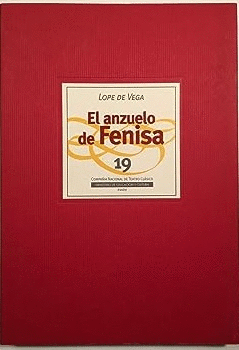 LOPE DE VEGA
El anzuelo
de Fenisa
19
COMPAÑÍA NACIONAL DE TEATRO CLÁSICO
MINISTERIO DE EDUCACIÓN Y CULTURA